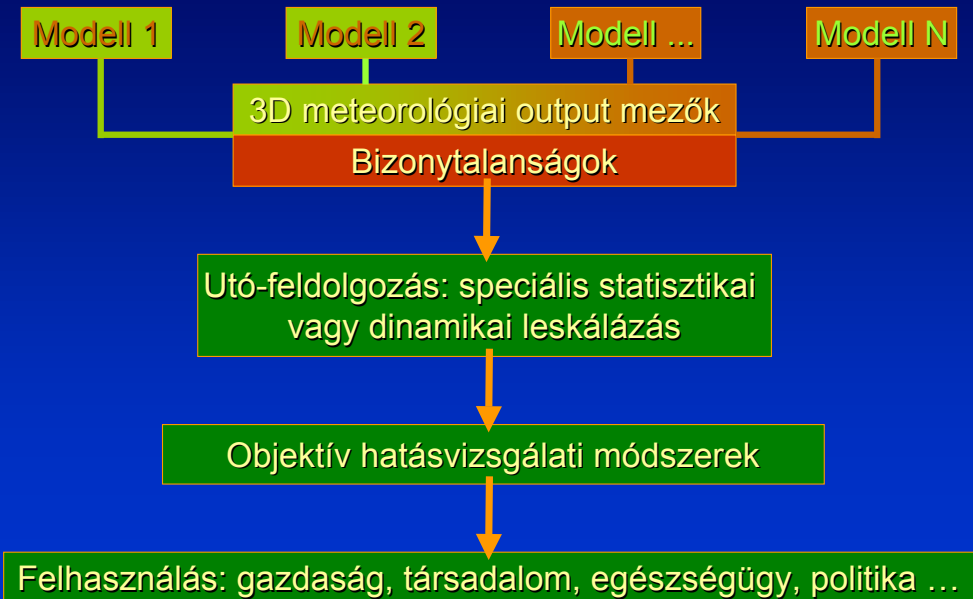 Modell 1
Modell 2
Modell ...
Modell N
3D meteorológiai output mezők
Bizonytalanságok
Utó-feldolgozás: speciális statisztikai
vagy dinamikai leskálázás
Objektív hatásvizsgálati módszerek
Felhasználás: gazdaság, társadalom, egészségügy, politika …